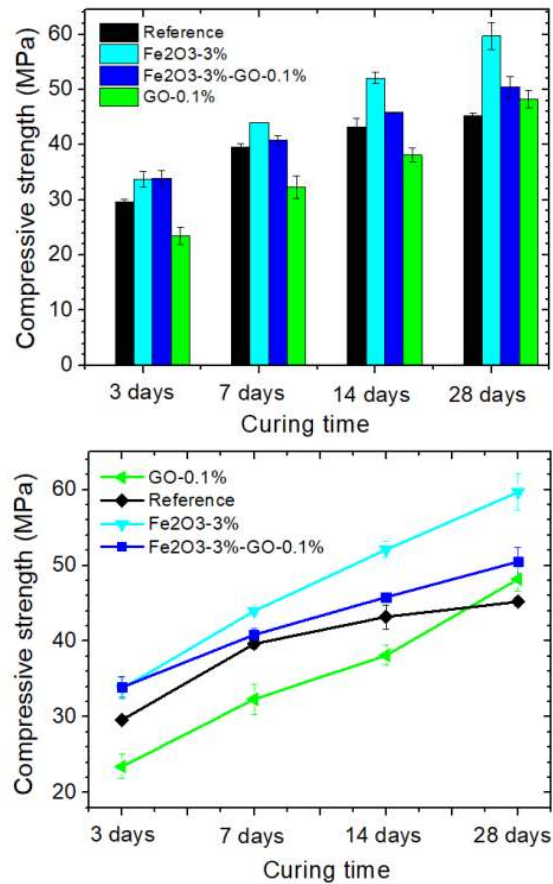 Compressive strength (MPa)
60
50
40
30
20
10
0
Reference
Fe2O3-3%
Fe2O3-3%-GO-0.1%
GO-0.1%
3 days
7 days
14 days
28 days
Curing time
Compressive strength (MPa)
60
50
40
30
20
GO-0.1%
Reference
Fe2O3-3%
Fe2O3-3%-GO-0.1%
3 days
7 days
14 days
28 days
Curing time